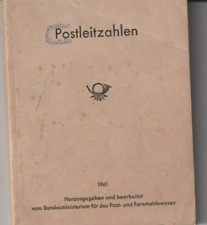 Postleitzahlen
1961
Herausgegeben und bearbeitet
vom Bundesministerium für das Post- und Fernmeldewesen